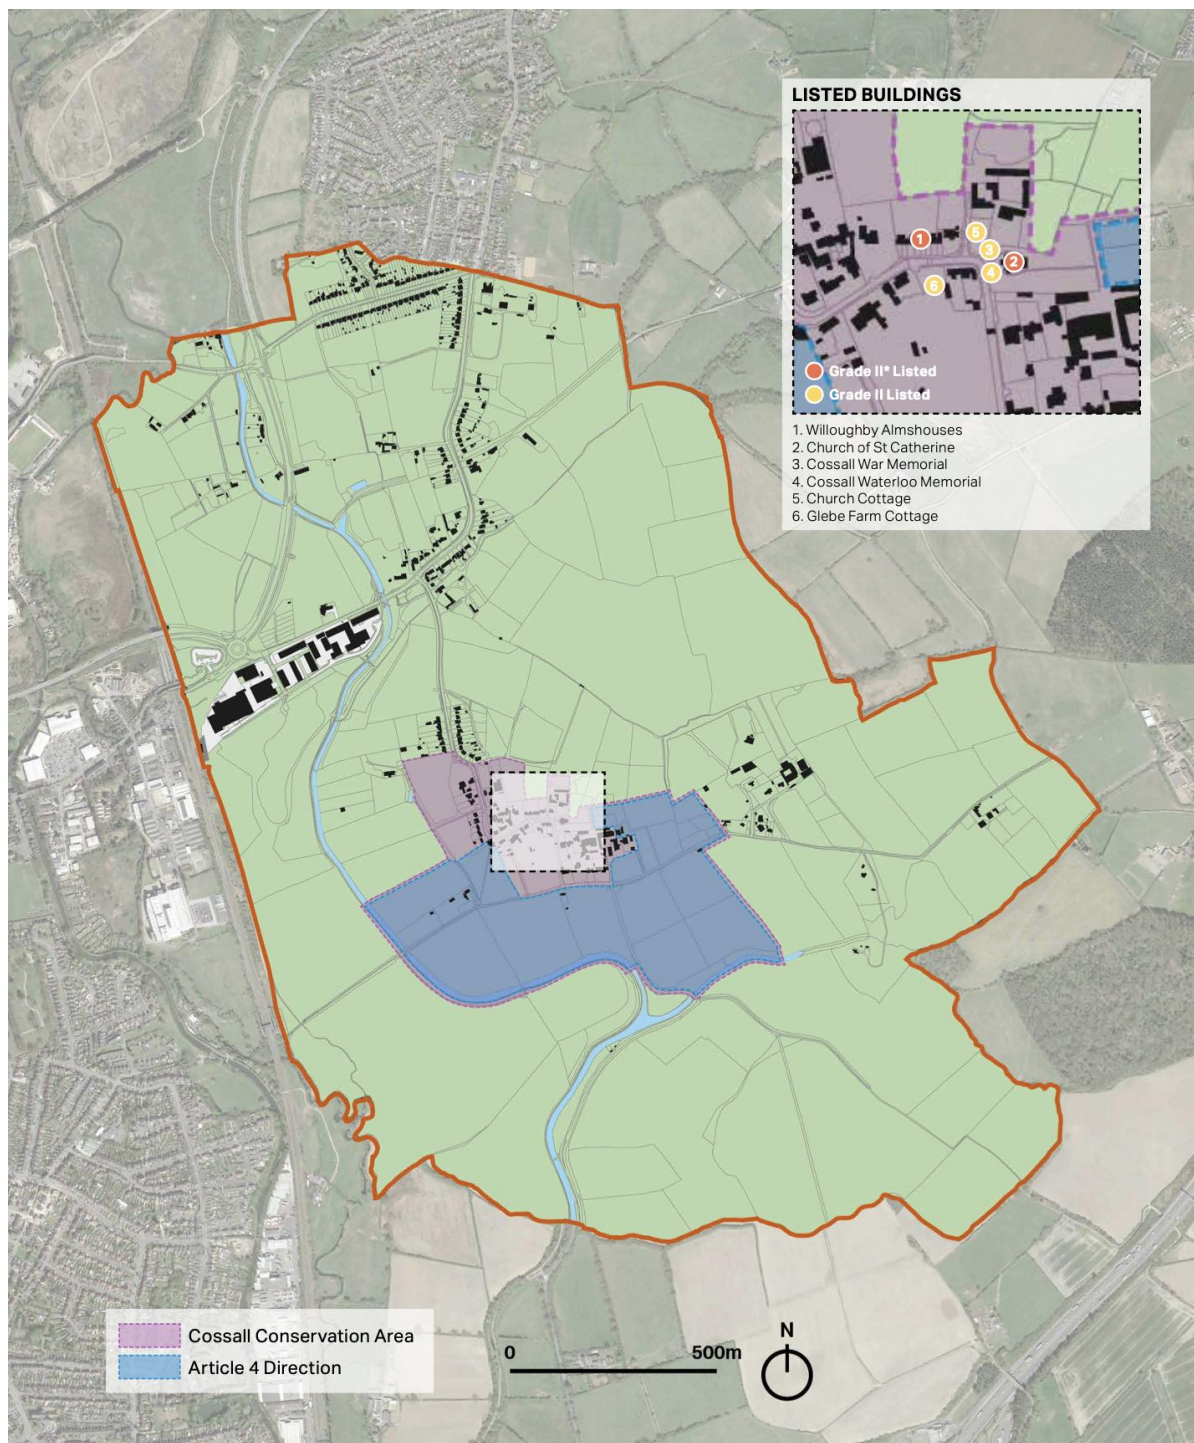 LISTED BUILDINGS
1
5
3
2
4
6
Grade II* Listed
Grade II Listed
1. Willoughby Almshouses
2. Church of St Catherine
3. Cossall War Memorial
4. Cossall Waterloo Memorial
5. Church Cottage
6. Glebe Farm Cottage
Cossall Conservation Area
Article 4 Direction
0 500m
N